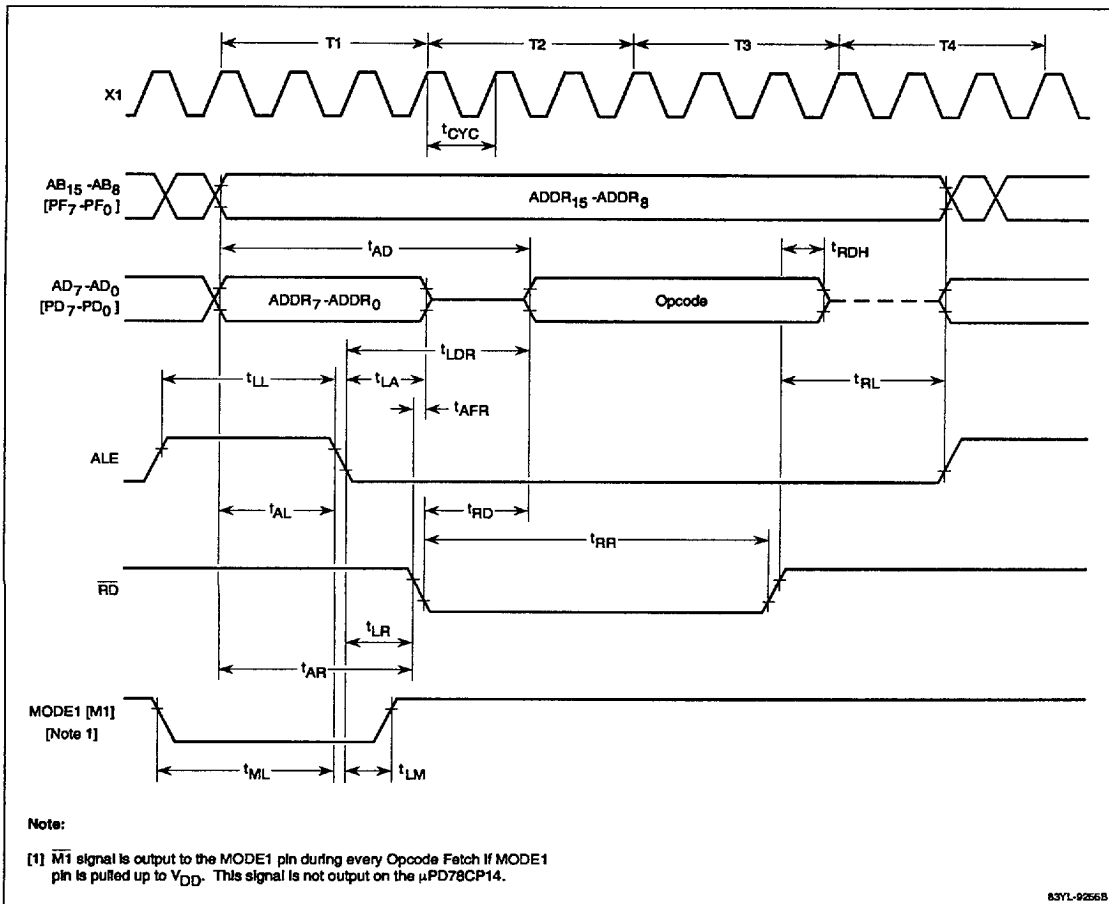 T1 T2 T3 T4
X1
tCYC
AB15 -AB8
[PF7 -PF0 ]
ADDR15 -ADDR8
tAD
tRDH
AD7 -AD0
[PD7 -PD0]
ADDR7 -ADDR0
Opcode
tLDR
tLL
tLA
tRL
tAFR
ALE
tAL
tRD
tRR
RD
tLR
tAR
MODE1 [M1]
[Note 1]
tML
tLM
Note:
[1] M1 signal is output to the MODE1 pin during every Opcode Fetch if MODE1
pin is pulled up to VDD. This signal is not output on the µPD78CP14.
83YL-9256B